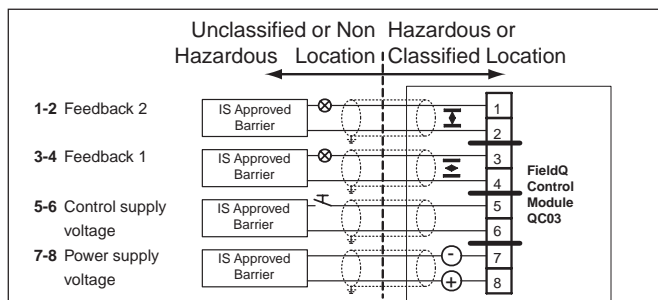 Unclassified or Non Hazardous or
Hazardous Location Classified Location
1-2 Feedback 2
IS Approved
Barrier
1
2
3-4 Feedback 1
IS Approved
Barrier
3
4
5-6 Control supply
voltage
IS Approved
Barrier
5
6
7-8 Power supply
voltage
IS Approved
Barrier
-
7
+
8
FieldQ
Control
Module
QC03